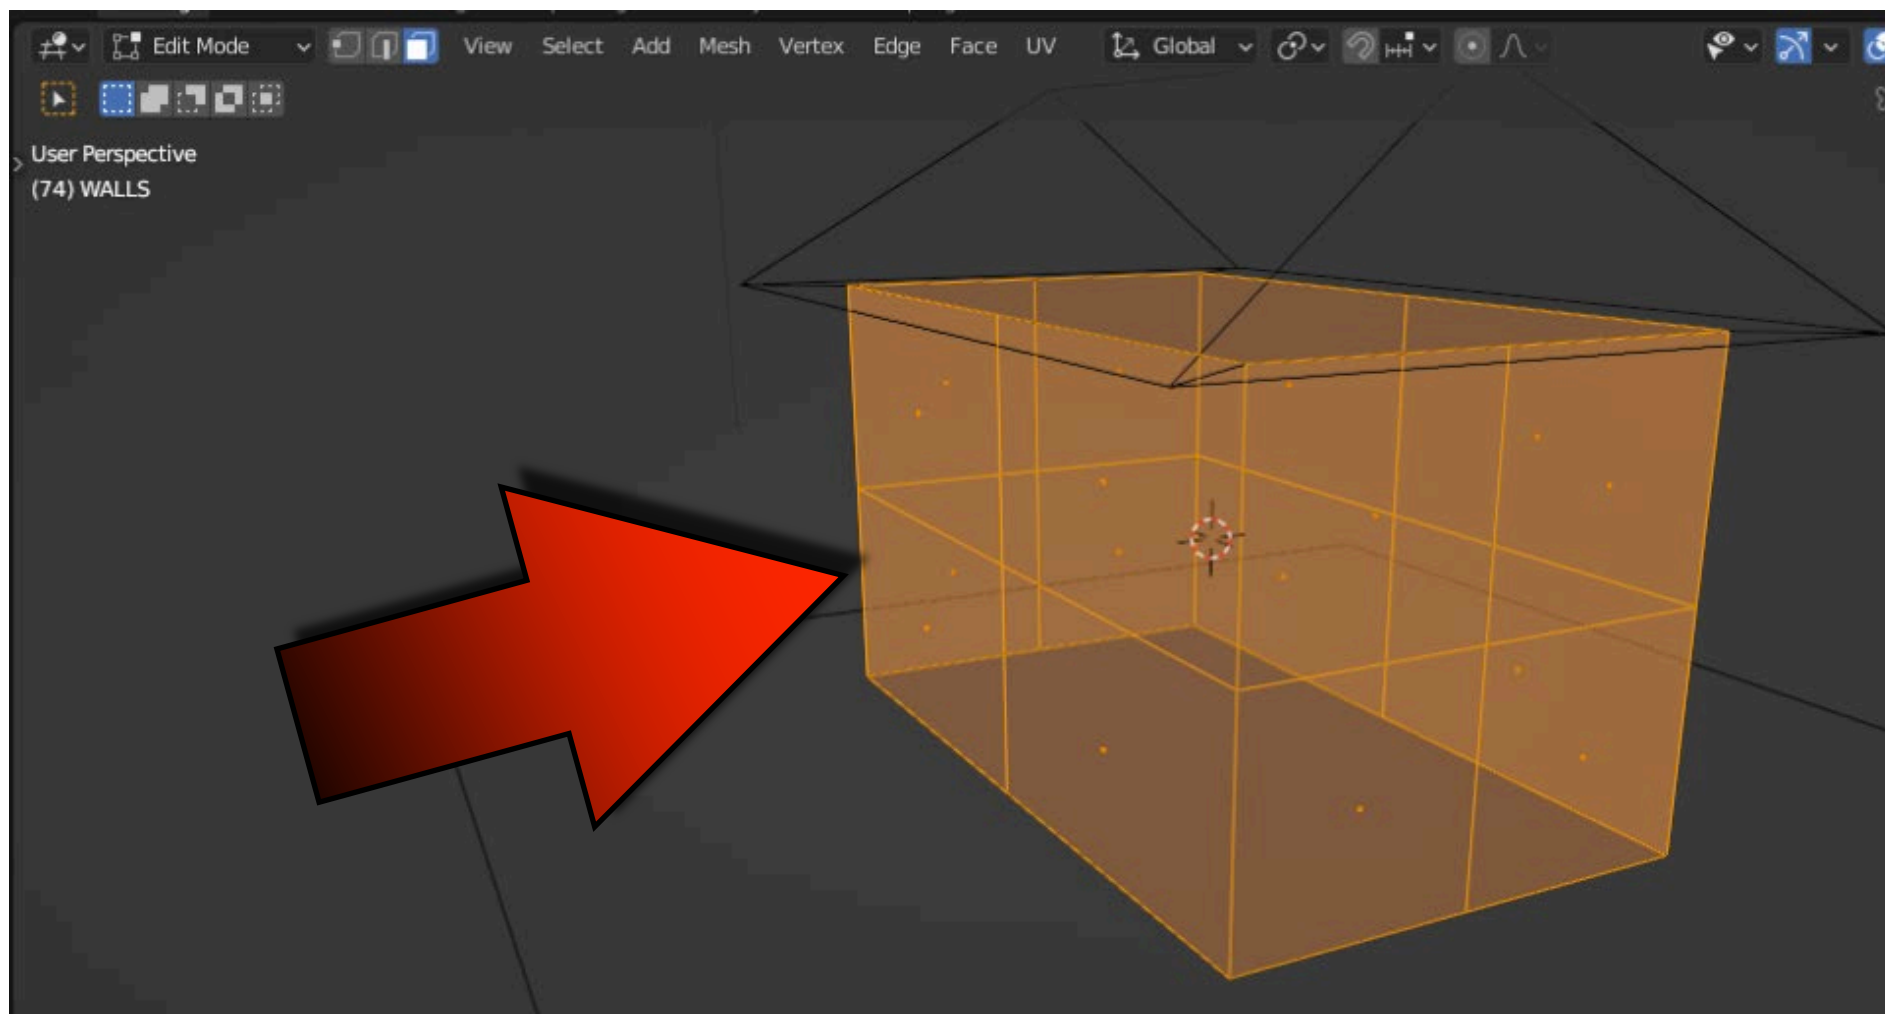 Edit Mode View Select Add Mesh Vertex Edge Face UV Global
User Perspective
(74) WALLS